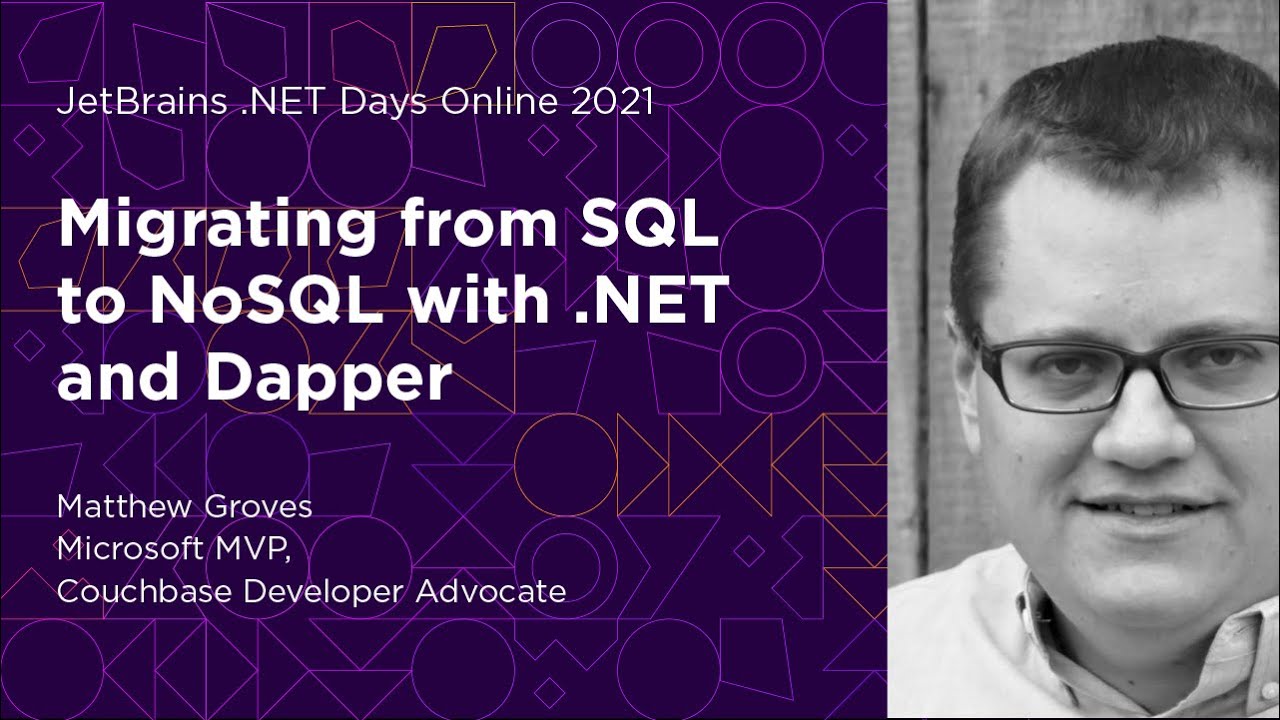 JetBrains .NET Days Online 2021
Migrating from SQL
to NoSQL with .NET
and Dapper
Matthew Groves
Microsoft MVP,
Couchbase Developer Advocate